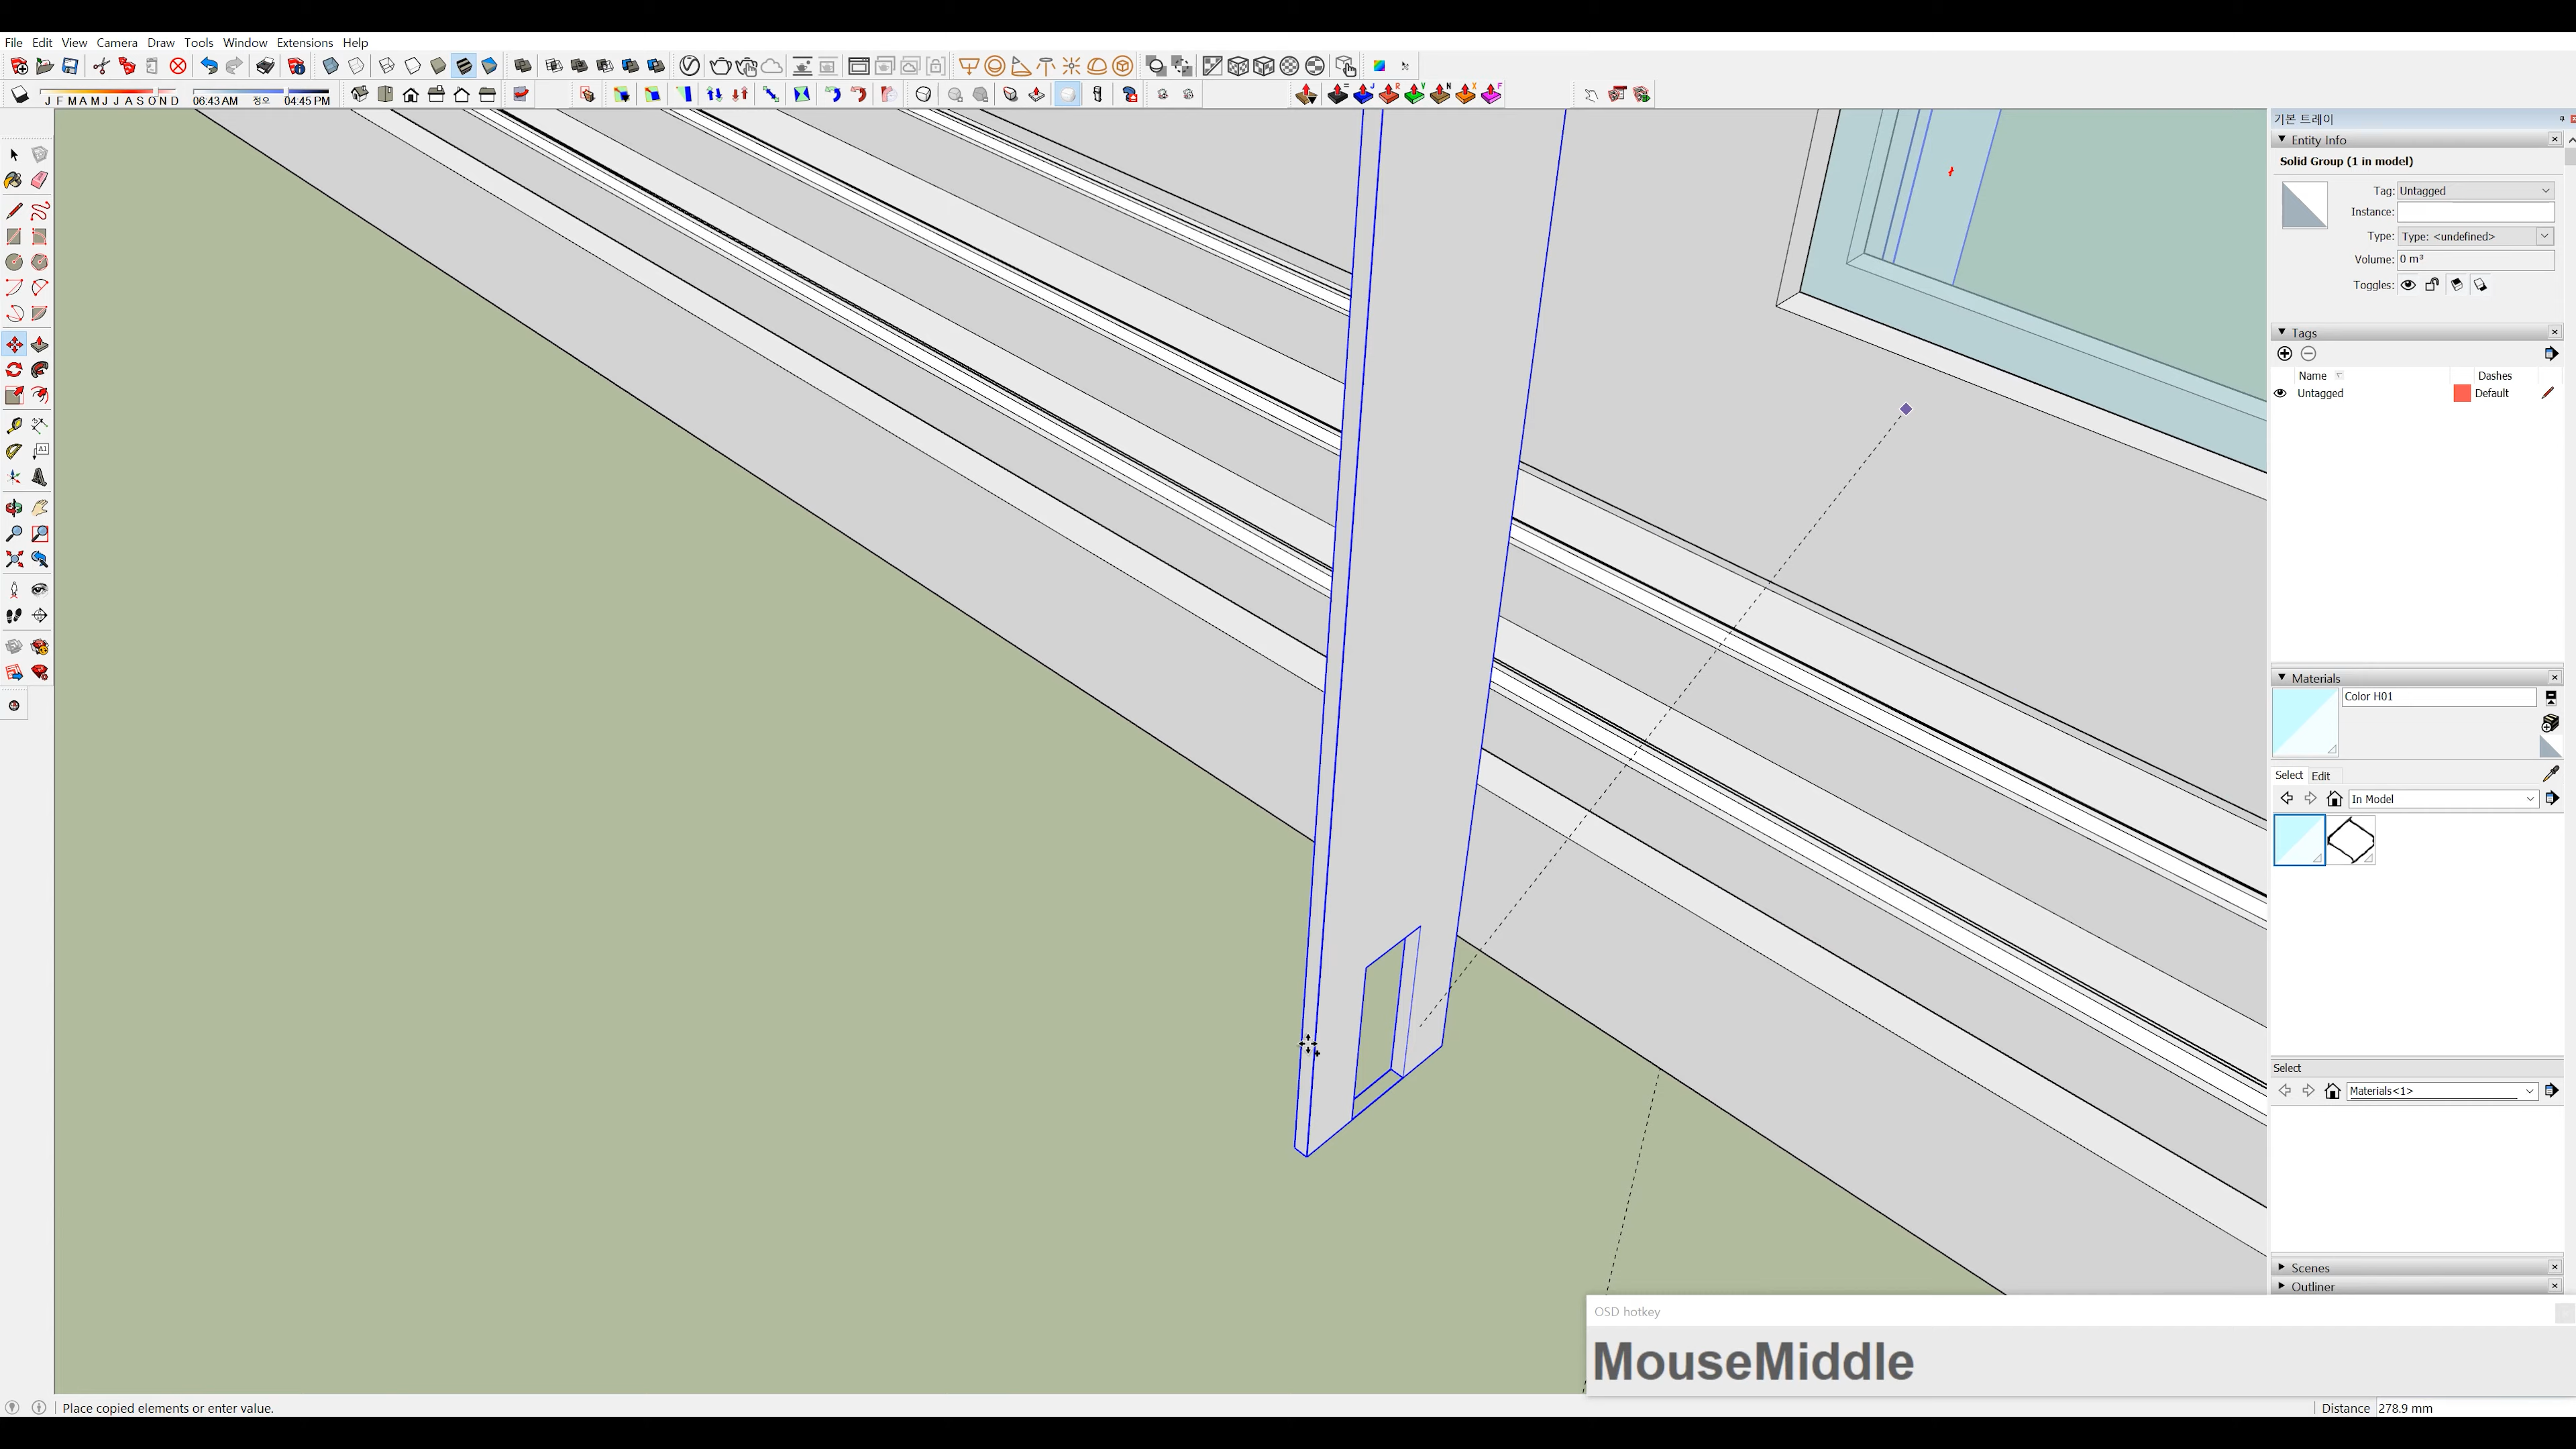 File Edit View Camera Draw Tools Window Extensions Help
J F M A M J J A S O N D 06:43 AM 정오 04:45 PM
기본 트레이
Entity Info
Solid Group (1 in model)
Tag: Untagged
Instance:
Type: Type: <undefined>
Volume: 0 m³
Toggles:
Tags
Name Dashes
Untagged Default
Materials
Color H01
Select Edit
In Model
Select
Materials<1>
Scenes
Outliner
OSD hotkey
MouseMiddle
Place copied elements or enter value. Distance 278.9 mm